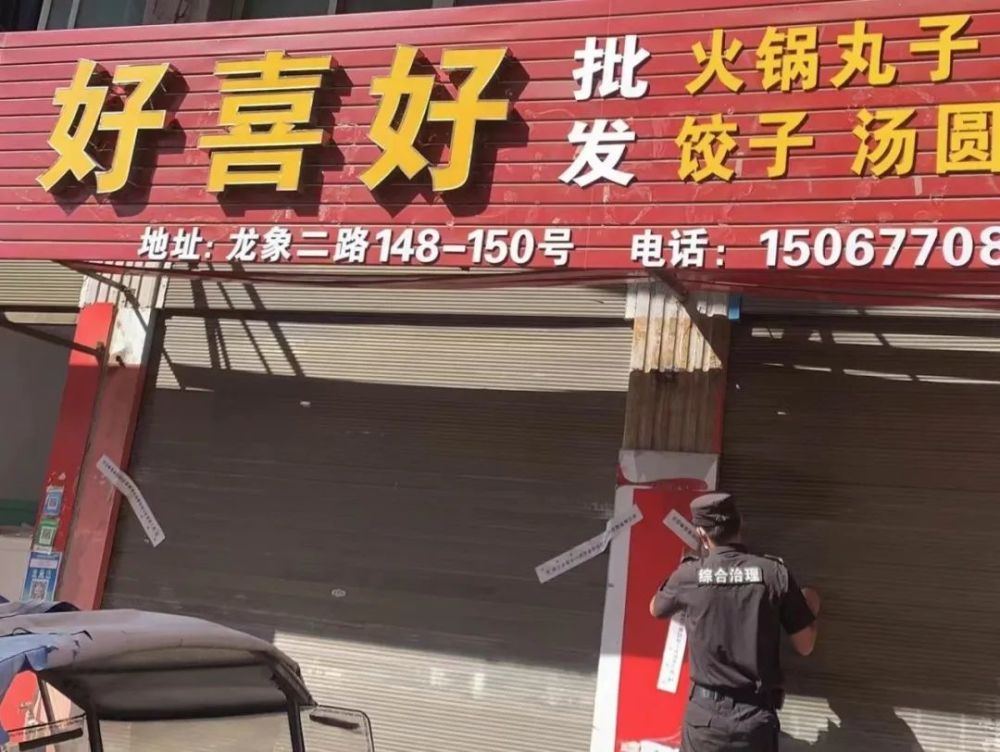 好喜好
批发
火锅丸子
饺子 汤圆
地址：龙象二路148-150号 电话：15067708
综合治理